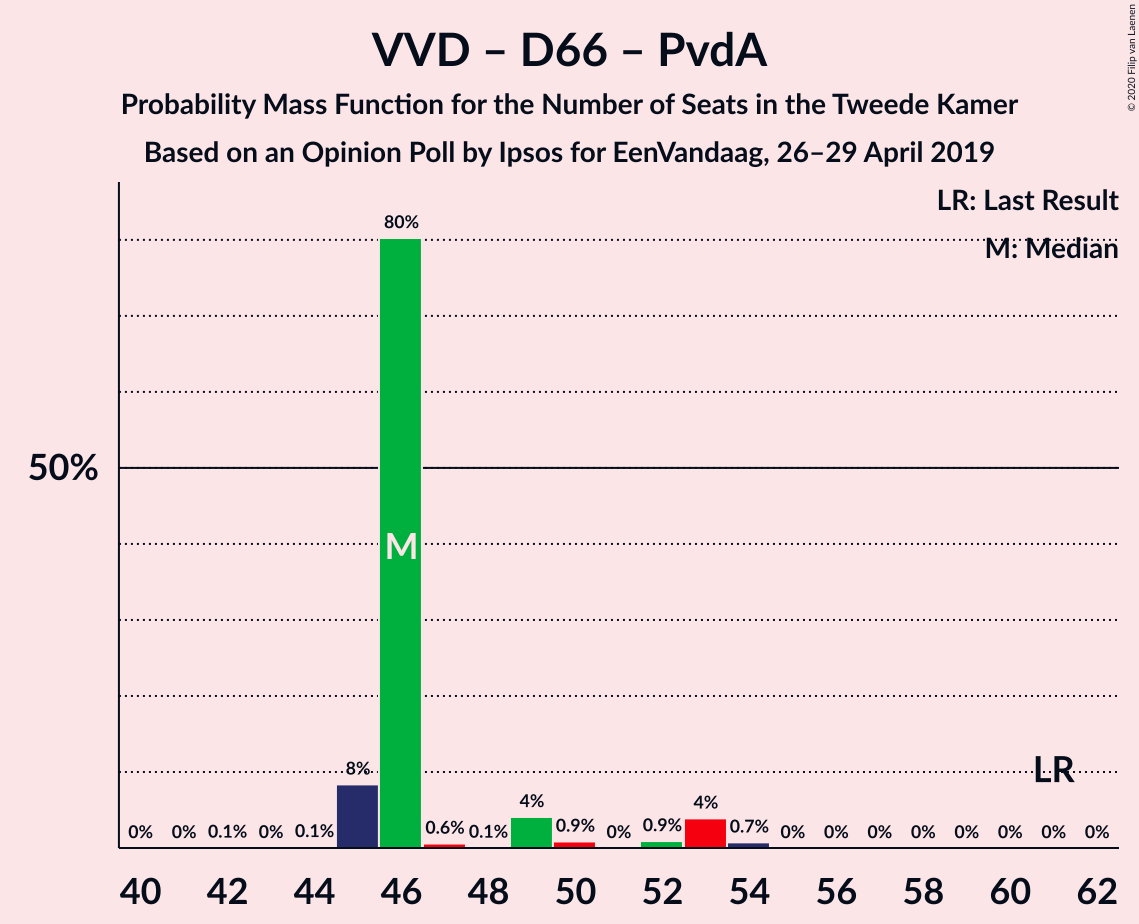 VVD – D66 – PvdA
Probability Mass Function for the Number of Seats in the Tweede Kamer
Based on an Opinion Poll by Ipsos for EenVandaag, 26–29 April 2019
© 2020 Filip van Laenen
LR: Last Result
M: Median
80%
50%
M
LR
8%
4%
4%
0% 0% 0.1% 0% 0.1% 0.6% 0.1% 0.9% 0% 0.9% 0.7% 0% 0% 0% 0% 0% 0% 0% 0%
40 42 44 46 48 50 52 54 56 58 60 62